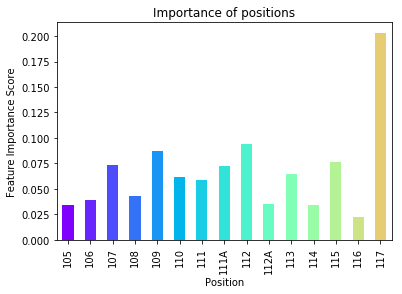 Importance of positions
Feature Importance Score
0.200
0.175
0.150
0.125
0.100
0.075
0.050
0.025
0.000
105 106 107 108 109 110 111 111A 112 112A 113 114 115 116 117
Position